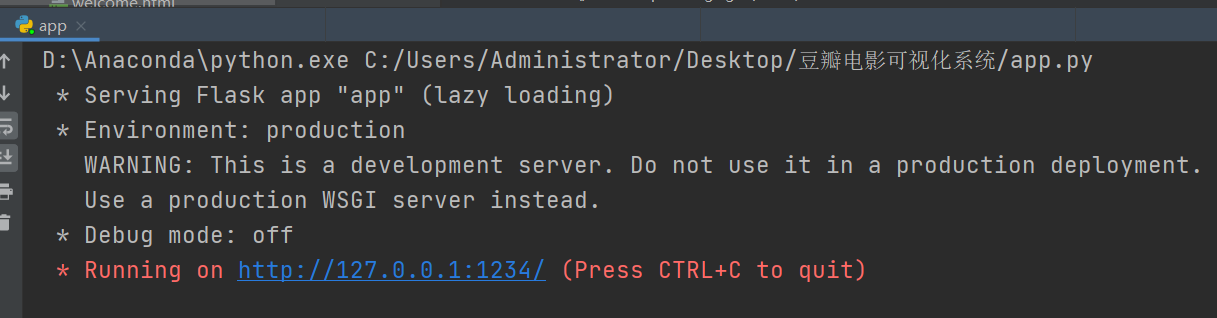 welcome.html
app
D:\Anaconda\python.exe C:/Users/Administrator/Desktop/豆瓣电影可视化系统/app.py
* Serving Flask app "app" (lazy loading)
* Environment: production
WARNING: This is a development server. Do not use it in a production deployment.
Use a production WSGI server instead.
* Debug mode: off
* Running on http://127.0.0.1:1234/ (Press CTRL+C to quit)